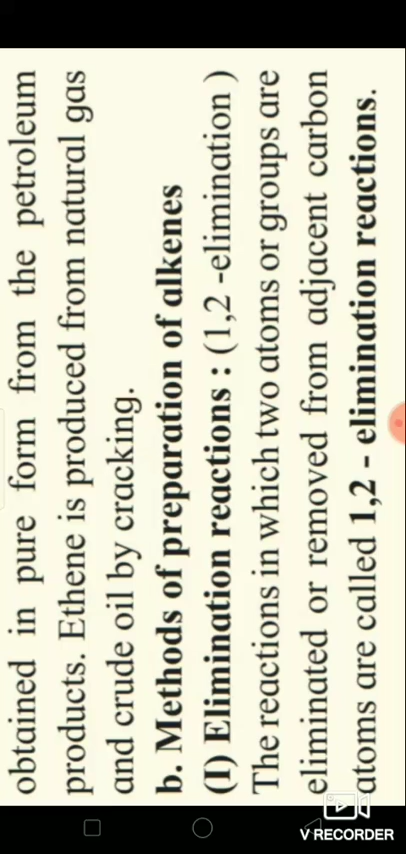 obtained in pure form from the petroleum
products. Ethene is produced from natural gas
and crude oil by cracking.
b. Methods of preparation of alkenes
(I) Elimination reactions : (1,2 -elimination )
The reactions in which two atoms or groups are
eliminated or removed from adjacent carbon
atoms are called 1,2 - elimination reactions.
V RECORDER